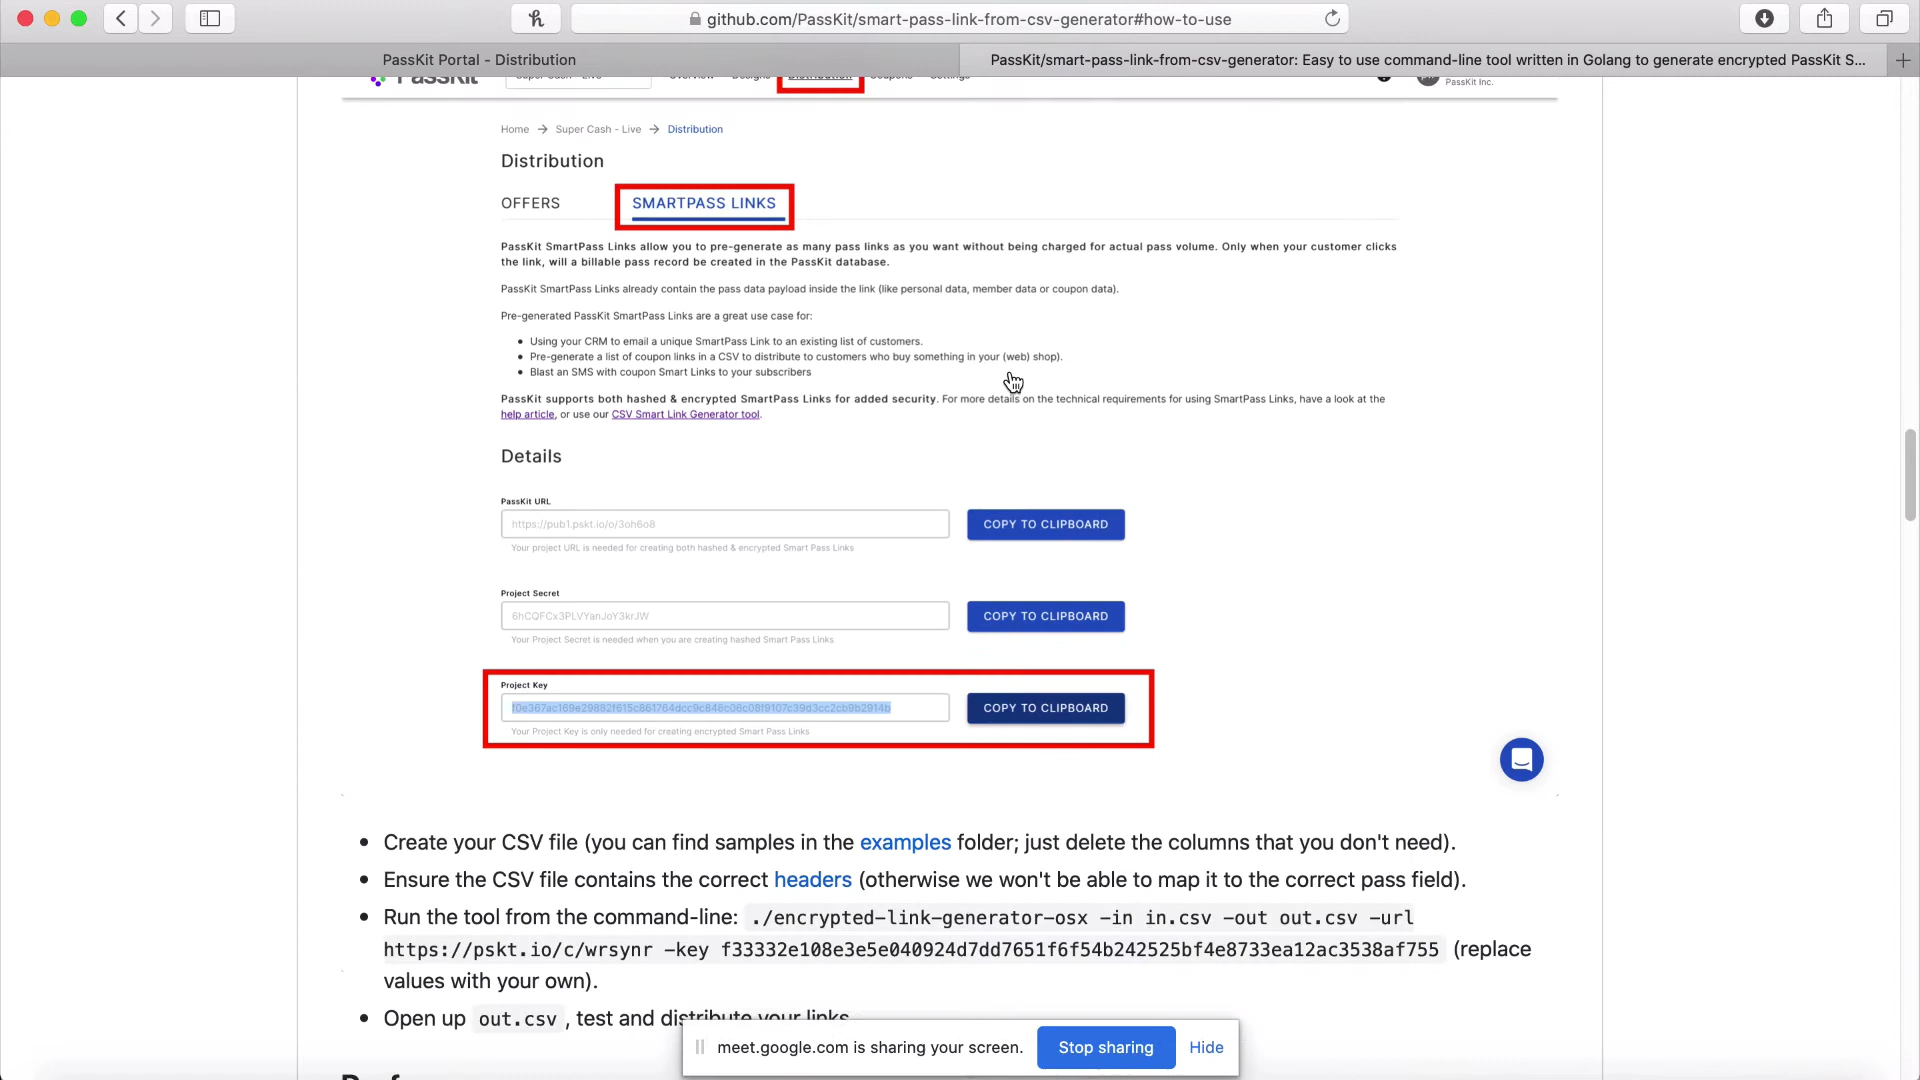 github.com/PassKit/smart-pass-link-from-csv-generator#how-to-use
PassKit Portal - Distribution
PassKit/smart-pass-link-from-csv-generator: Easy to use command-line tool written in Golang to generate encrypted PassKit S...
PassKit Inc.
Home → Super Cash - Live → Distribution
Distribution
OFFERS SMARTPASS LINKS
PassKit SmartPass Links allow you to pre-generate as many pass links as you want without being charged for actual pass volume. Only when your customer clicks
the link, will a billable pass record be created in the PassKit database.
PassKit SmartPass Links already contain the pass data payload inside the link (like personal data, member data or coupon data).
Pre-generated PassKit SmartPass Links are a great use case for:
• Using your CRM to email a unique SmartPass Link to an existing list of customers.
• Pre-generate a list of coupon links in a CSV to distribute to customers who buy something in your (web) shop).
• Blast an SMS with coupon Smart Links to your subscribers
PassKit supports both hashed & encrypted SmartPass Links for added security. For more details on the technical requirements for using SmartPass Links, have a look at the
help article, or use our CSV Smart Link Generator tool.
Details
PassKit URL
https://pub1.pskt.io/o/3oh6o8 COPY TO CLIPBOARD
Your project URL is needed for creating both hashed & encrypted Smart Pass Links
Project Secret
6hCQFCx3PLVYanJoY3krJW COPY TO CLIPBOARD
Your Project Secret is needed when you are creating hashed Smart Pass Links
Project Key
COPY TO CLIPBOARD
Your Project Key is only needed for creating encrypted Smart Pass Links
• Create your CSV file (you can find samples in the examples folder; just delete the columns that you don't need).
• Ensure the CSV file contains the correct headers (otherwise we won't be able to map it to the correct pass field).
• Run the tool from the command-line: ./encrypted-link-generator-osx -in in.csv -out out.csv -url
https://pskt.io/c/wrsynr -key f33332e108e3e5e040924d7dd7651f6f54b242525bf4e8733ea12ac3538af755 (replace
values with your own).
• Open up out.csv, test and distribute your links
meet.google.com is sharing your screen. Stop sharing Hide